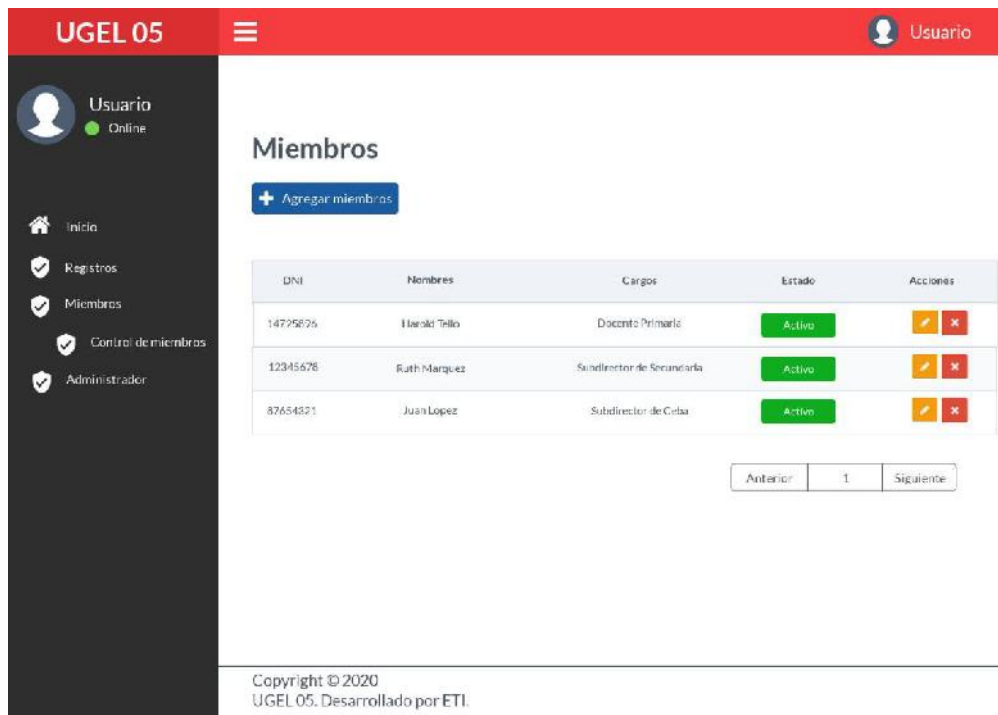 UGEL 05
Usuario
Usuario
Online
Inicio
Registros
Miembros
Control de miembros
Administrador
Miembros
Agregar miembros
DNI Nombres Cargos Estado Acciones
14725826 Harold Tello Docente Primaria Activo
12345678 Ruth Marquez Subdirector de Secundaria Activo
87654321 Juan Lopez Subdirector de Ceba Activo
Anterior 1 Siguiente
Copyright © 2020
UGEL 05. Desarrollado por ETI.